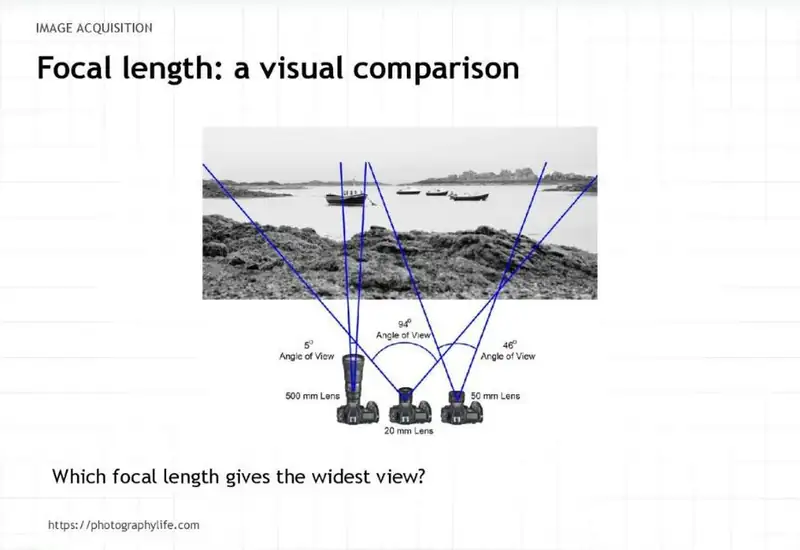 IMAGE ACQUISITION
Focal length: a visual comparison
94°
Angle of View
5°
Angle of View
46°
Angle of View
500 mm Lens
50 mm Lens
20 mm Lens
Which focal length gives the widest view?
https://photographylife.com